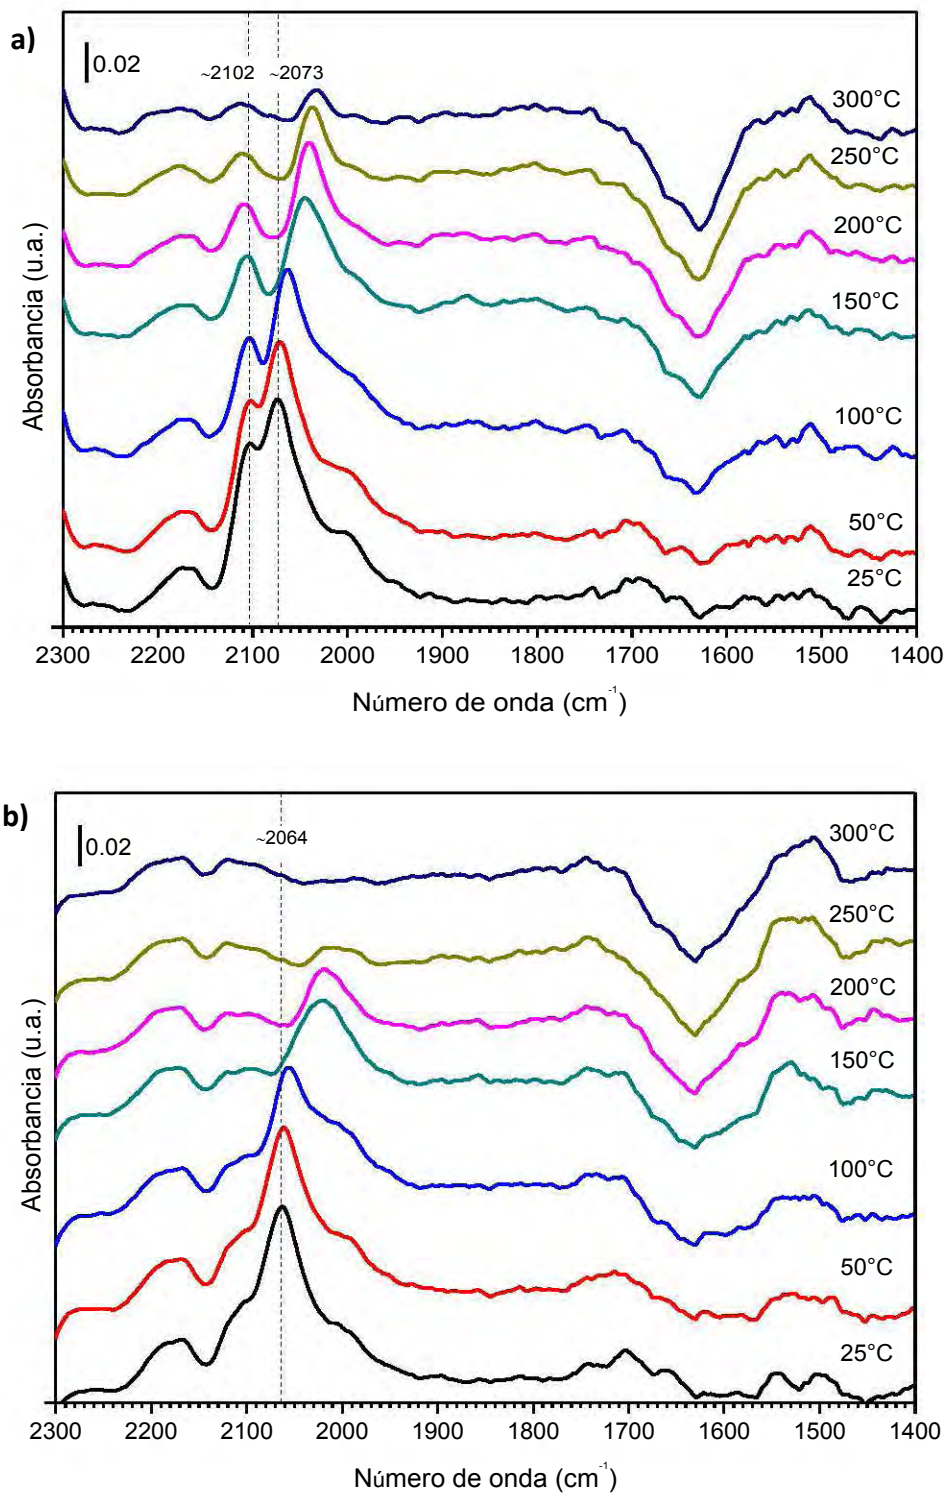 a)
0.02
~2102
~2073
300°C
250°C
200°C
150°C
100°C
50°C
25°C
Absorbancia (u.a.)
2300 2200 2100 2000 1900 1800 1700 1600 1500 1400
Número de onda (cm⁻¹)
b)
0.02
~2064
300°C
250°C
200°C
150°C
100°C
50°C
25°C
Absorbancia (u.a.)
2300 2200 2100 2000 1900 1800 1700 1600 1500 1400
Número de onda (cm⁻¹)